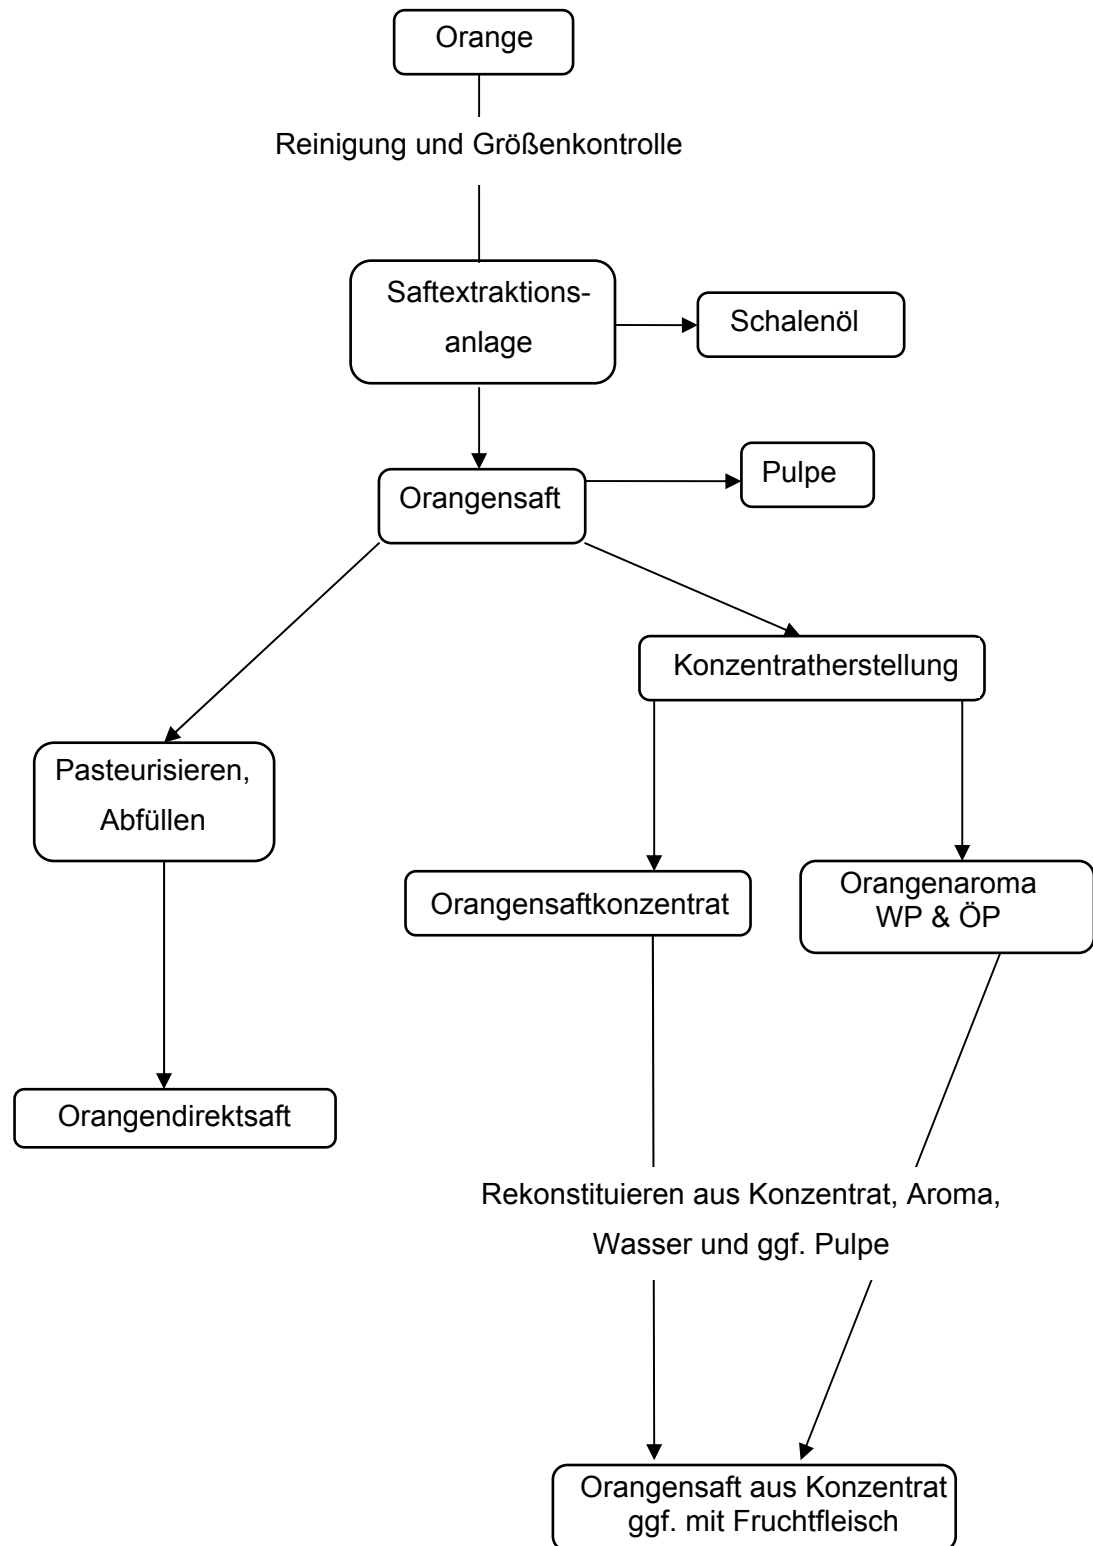 Orange
Reinigung und Größenkontrolle
Saftextraktions-
anlage
Schalenöl
Orangensaft
Pulpe
Konzentratherstellung
Pasteurisieren,
Abfüllen
Orangensaftkonzentrat
Orangenaroma
WP & ÖP
Orangendirektsaft
Rekonstituieren aus Konzentrat, Aroma,
Wasser und ggf. Pulpe
Orangensaft aus Konzentrat
ggf. mit Fruchtfleisch